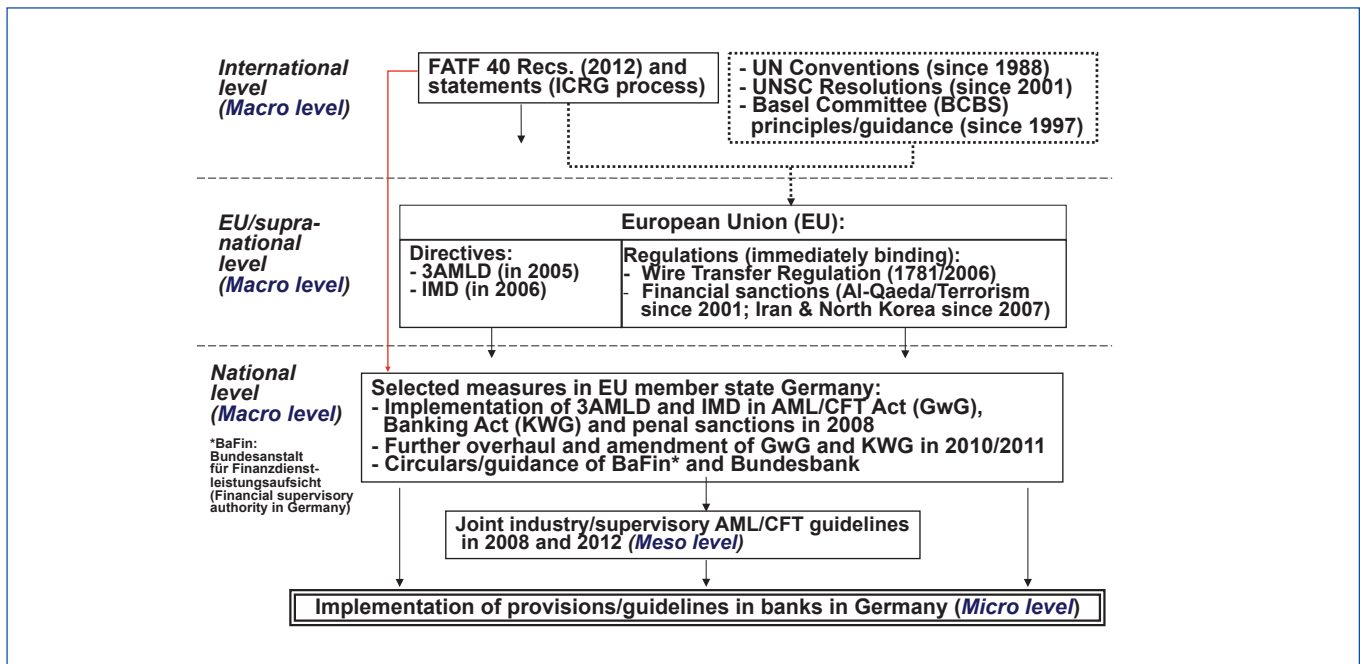 International
level
(Macro level)
FATF 40 Recs. (2012) and
statements (ICRG process)
- UN Conventions (since 1988)
- UNSC Resolutions (since 2001)
- Basel Committee (BCBS)
principles/guidance (since 1997)
EU/supra-
national
level
(Macro level)
European Union (EU):
Directives:
- 3AMLD (in 2005)
- IMD (in 2006)
Regulations (immediately binding):
- Wire Transfer Regulation (1781/2006)
- Financial sanctions (Al-Qaeda/Terrorism
since 2001; Iran & North Korea since 2007)
National
level
(Macro level)
*BaFin:
Bundesanstalt
für Finanzdienst-
leistungsaufsicht
(Financial supervisory
authority in Germany)
Selected measures in EU member state Germany:
- Implementation of 3AMLD and IMD in AML/CFT Act (GwG),
Banking Act (KWG) and penal sanctions in 2008
- Further overhaul and amendment of GwG and KWG in 2010/2011
- Circulars/guidance of BaFin* and Bundesbank
Joint industry/supervisory AML/CFT guidelines
in 2008 and 2012 (Meso level)
Implementation of provisions/guidelines in banks in Germany (Micro level)